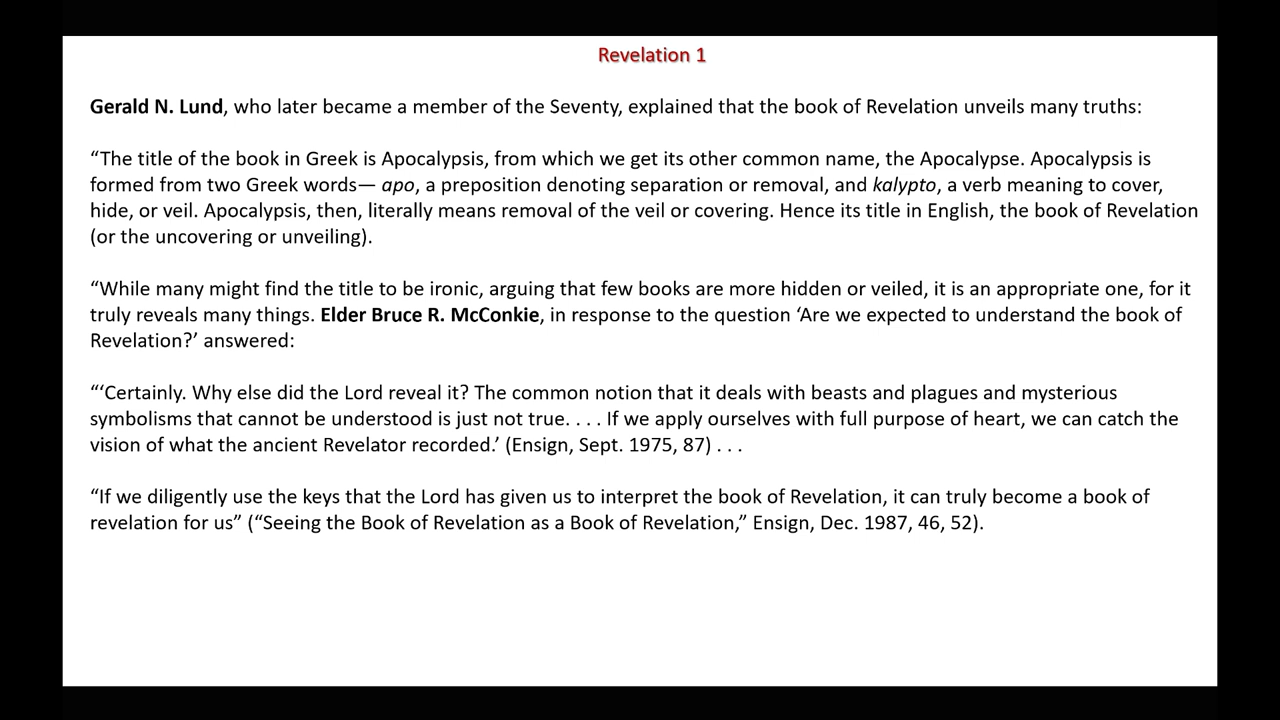 Revelation 1
Gerald N. Lund, who later became a member of the Seventy, explained that the book of Revelation unveils many truths:
“The title of the book in Greek is Apocalypsis, from which we get its other common name, the Apocalypse. Apocalypsis is
formed from two Greek words— apo, a preposition denoting separation or removal, and kalypto, a verb meaning to cover,
hide, or veil. Apocalypsis, then, literally means removal of the veil or covering. Hence its title in English, the book of Revelation
(or the uncovering or unveiling).
“While many might find the title to be ironic, arguing that few books are more hidden or veiled, it is an appropriate one, for it
truly reveals many things. Elder Bruce R. McConkie, in response to the question ‘Are we expected to understand the book of
Revelation?’ answered:
“‘Certainly. Why else did the Lord reveal it? The common notion that it deals with beasts and plagues and mysterious
symbolisms that cannot be understood is just not true. . . . If we apply ourselves with full purpose of heart, we can catch the
vision of what the ancient Revelator recorded.’ (Ensign, Sept. 1975, 87) . . .
“If we diligently use the keys that the Lord has given us to interpret the book of Revelation, it can truly become a book of
revelation for us” (“Seeing the Book of Revelation as a Book of Revelation,” Ensign, Dec. 1987, 46, 52).